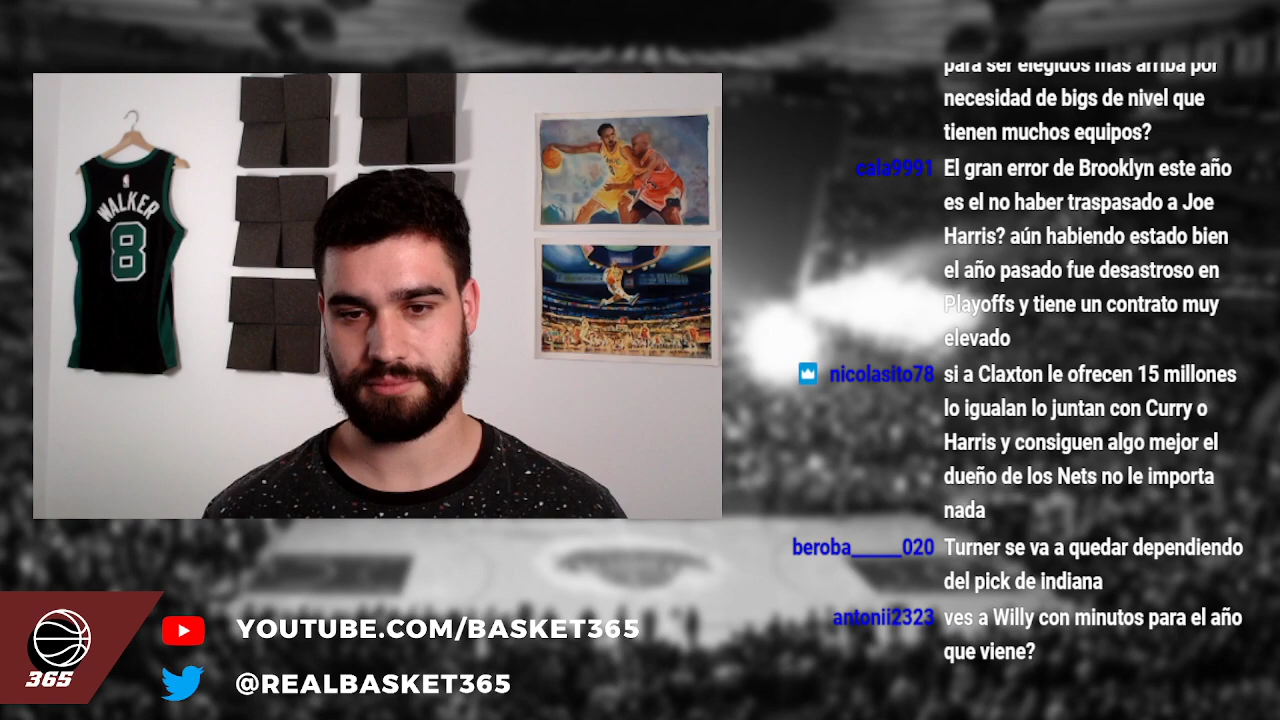 WALKER
8
para ser elegidos más arriba por
necesidad de bigs de nivel que
tienen muchos equipos?
cala9991 El gran error de Brooklyn este año
es el no haber traspasado a Joe
Harris? aún habiendo estado bien
el año pasado fue desastroso en
Playoffs y tiene un contrato muy
elevado
nicolasito78 si a Claxton le ofrecen 15 millones
lo igualan lo juntan con Curry o
Harris y consiguen algo mejor el
dueño de los Nets no le importa
nada
beroba_____020 Turner se va a quedar dependiendo
del pick de indiana
antonii2323 ves a Willy con minutos para el año
que viene?
365
YOUTUBE.COM/BASKET365
@REALBASKET365